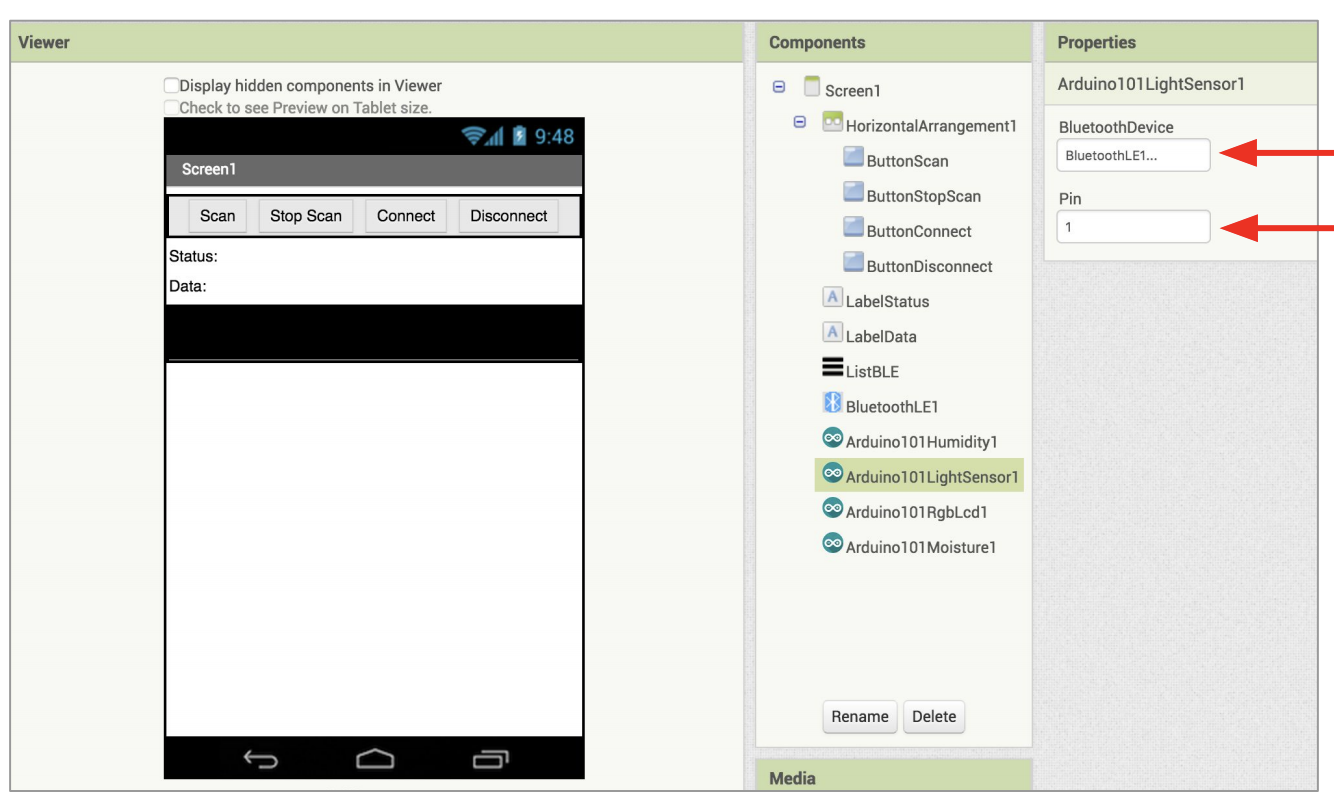 Viewer
Display hidden components in Viewer
Check to see Preview on Tablet size.
9:48
Screen1
Scan Stop Scan Connect Disconnect
Status:
Data:
Components
Screen1
HorizontalArrangement1
ButtonScan
ButtonStopScan
ButtonConnect
ButtonDisconnect
A LabelStatus
A LabelData
ListBLE
BluetoothLE1
Arduino101Humidity1
Arduino101LightSensor1
Arduino101RgbLcd1
Arduino101Moisture1
Rename Delete
Media
Properties
Arduino101LightSensor1
BluetoothDevice
BluetoothLE1...
Pin
1